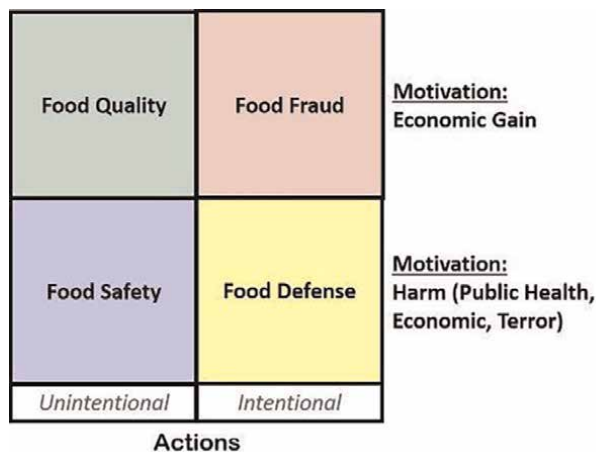 Food Quality
Food Fraud
Motivation:
Economic Gain
Food Safety
Food Defense
Motivation:
Harm (Public Health,
Economic, Terror)
Unintentional
Intentional
Actions